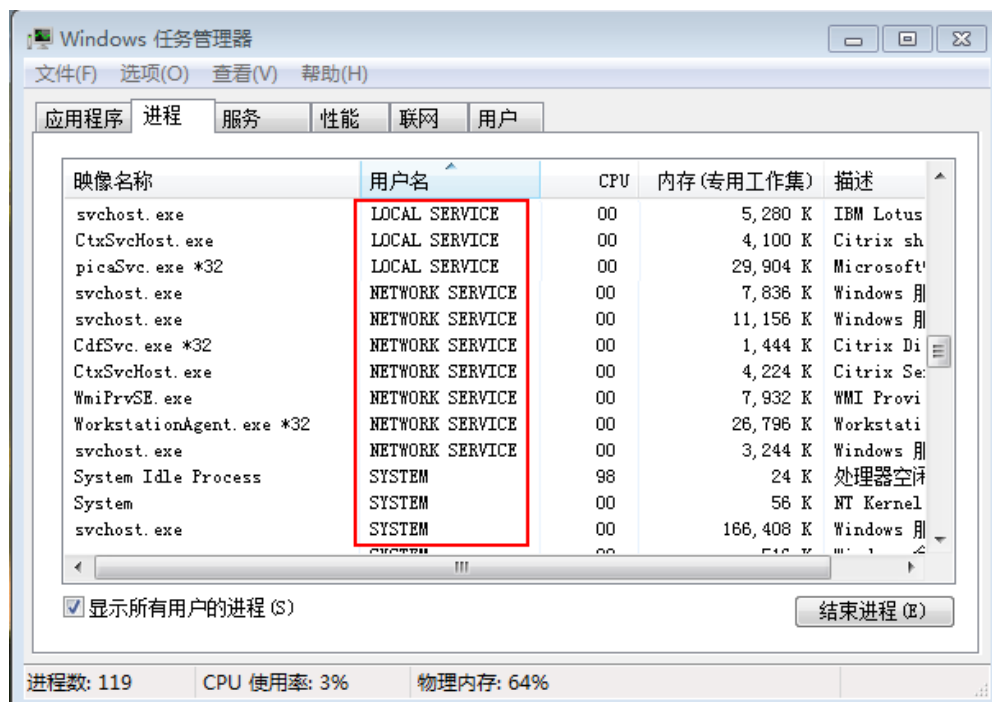 Windows 任务管理器
文件(F) 选项(O) 查看(V) 帮助(H)
应用程序 进程 服务 性能 联网 用户
映像名称 用户名 CPU 内存(专用工作集) 描述
svchost.exe LOCAL SERVICE 00 5,280 K IBM Lotus
CtxSvcHost.exe LOCAL SERVICE 00 4,100 K Citrix sh
picaSvc.exe *32 LOCAL SERVICE 00 29,904 K Microsoft
svchost.exe NETWORK SERVICE 00 7,836 K Windows
svchost.exe NETWORK SERVICE 00 11,156 K Windows
CdfSvc.exe *32 NETWORK SERVICE 00 1,444 K Citrix Di
CtxSvcHost.exe NETWORK SERVICE 00 4,224 K Citrix Se
WmiPrvSE.exe NETWORK SERVICE 00 7,932 K WMI Provi
WorkstationAgent.exe *32 NETWORK SERVICE 00 26,796 K Workstati
svchost.exe NETWORK SERVICE 00 3,244 K Windows
System Idle Process SYSTEM 98 24 K 处理器空闲
System SYSTEM 00 56 K NT Kernel
svchost.exe SYSTEM 00 166,408 K Windows
显示所有用户的进程(S) 结束进程(E)
进程数: 119 CPU 使用率: 3% 物理内存: 64%